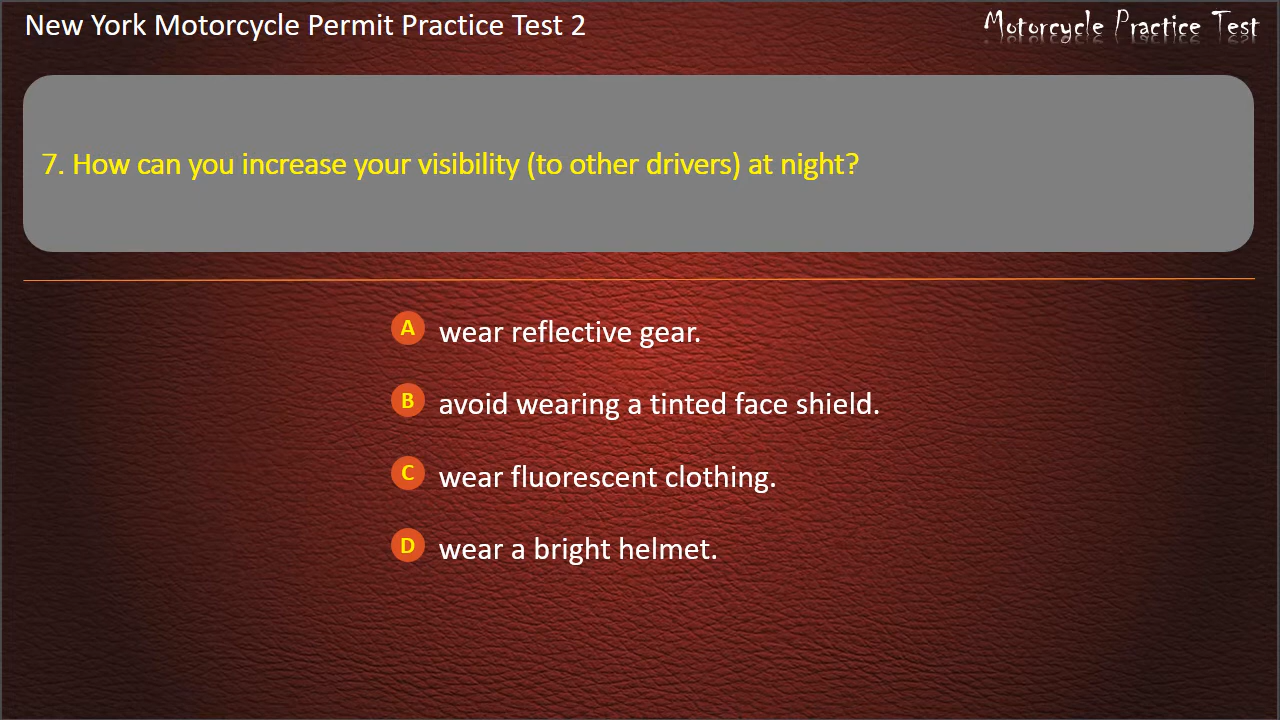 New York Motorcycle Permit Practice Test 2
Motorcycle Practice Test
7. How can you increase your visibility (to other drivers) at night?
A wear reflective gear.
B avoid wearing a tinted face shield.
C wear fluorescent clothing.
D wear a bright helmet.